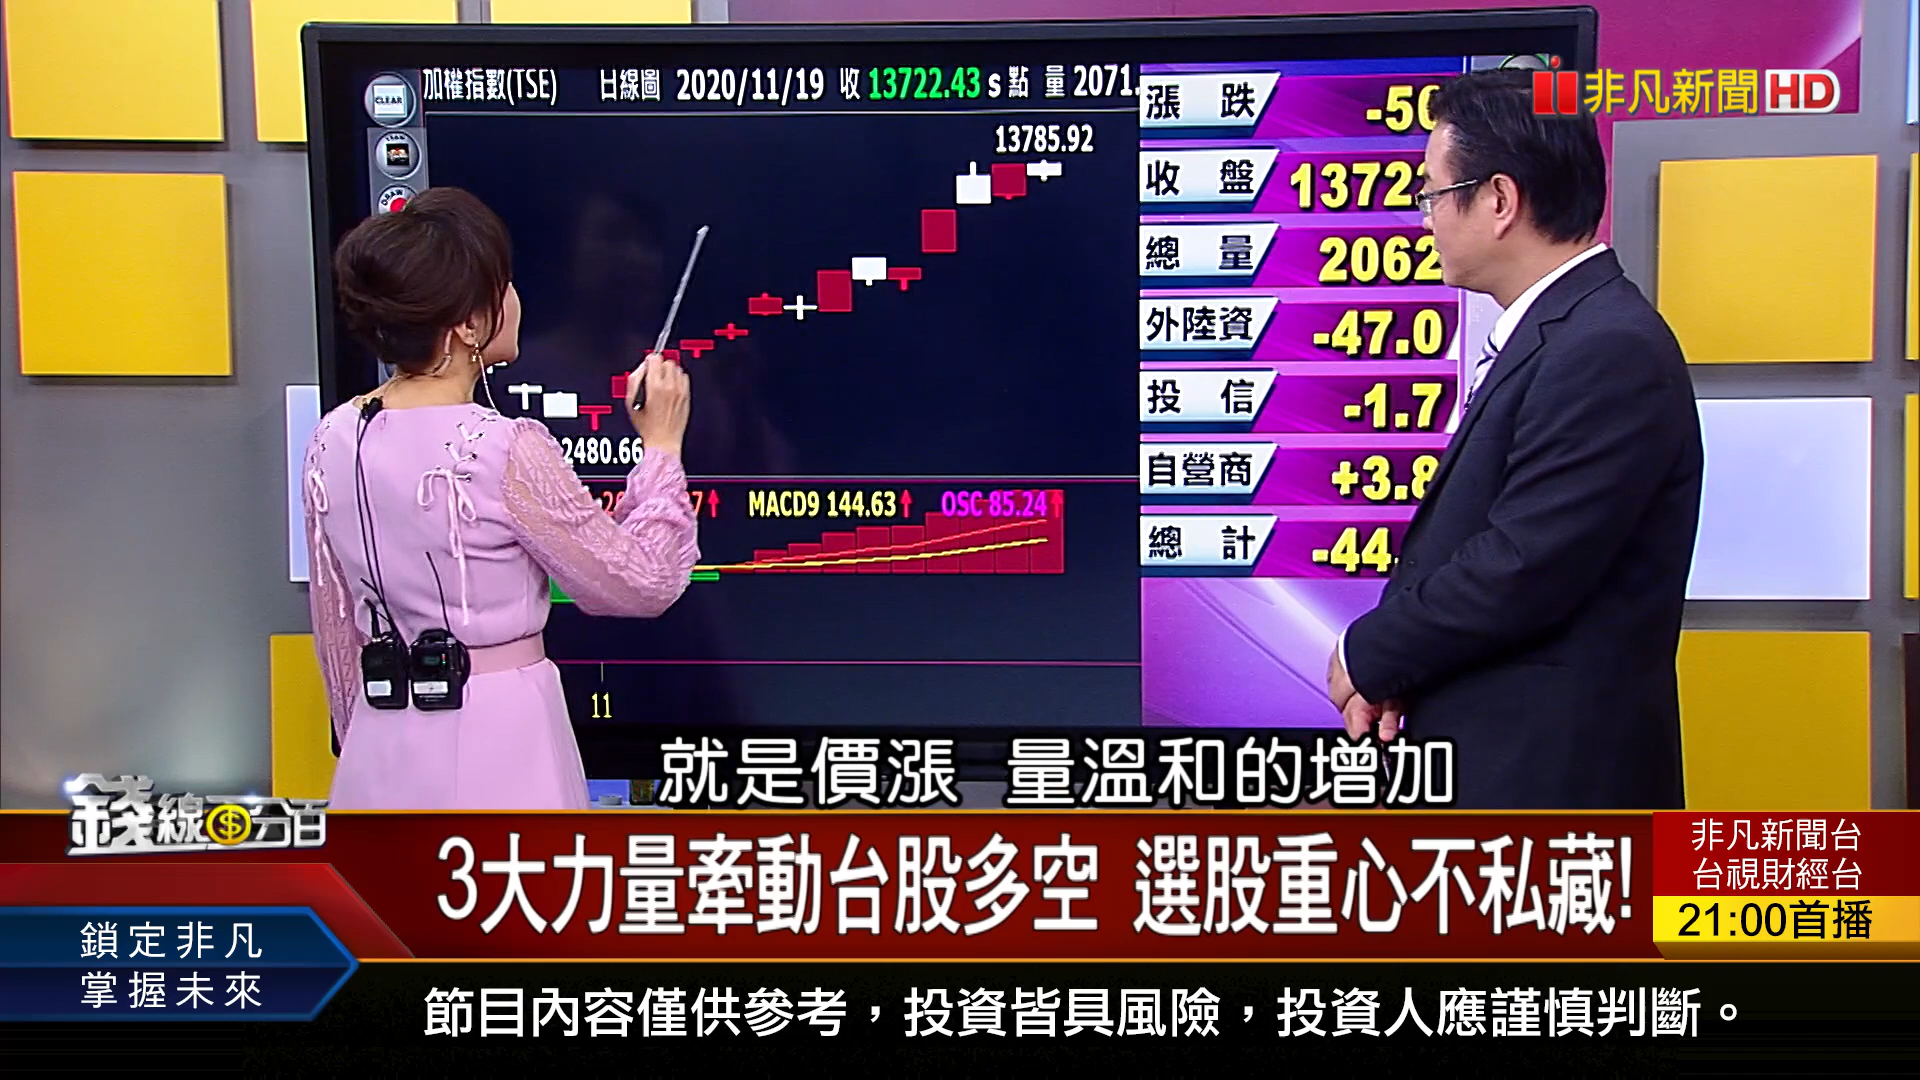 加權指數(TSE) 日線圖 2020/11/19 收 13722.43 s 點 量 2071.
非凡新聞HD
CLEAR
DRAW
13785.92
2480.66
MACD9 144.63↑ OSC 85.24↑
11
漲跌 -50
收盤 1372
總量 2062
外陸資 -47.0
投信 -1.7
自營商 +3.8
總計 -44.
就是價漲 量溫和的增加
錢線百分百
3大力量牽動台股多空 選股重心不私藏!
非凡新聞台
台視財經台
21:00首播
鎖定非凡
掌握未來
節目內容僅供參考，投資皆具風險，投資人應謹慎判斷。